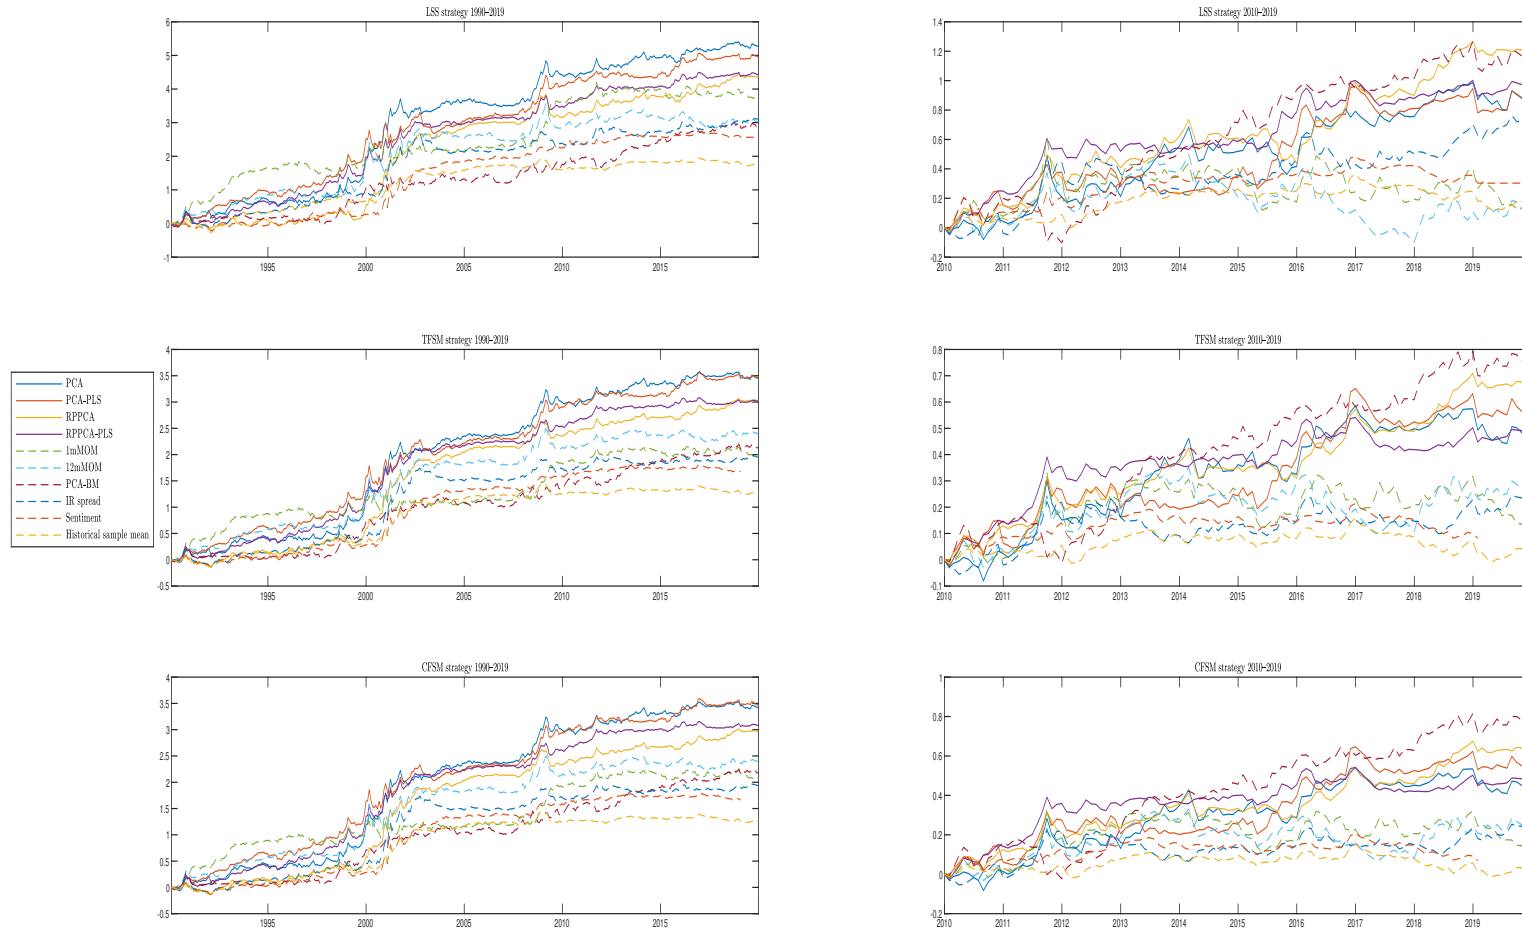 LSS strategy 1990–2019
6
5
4
3
2
1
0
-1
1995 2000 2005 2010 2015
LSS strategy 2010–2019
1.4
1.2
1
0.8
0.6
0.4
0.2
0
-0.2
2010 2011 2012 2013 2014 2015 2016 2017 2018 2019
PCA
PCA-PLS
RPPCA
RPPCA-PLS
1mMOM
12mMOM
PCA-BM
IR spread
Sentiment
Historical sample mean
TFSM strategy 1990–2019
4
3.5
3
2.5
2
1.5
1
0.5
0
-0.5
1995 2000 2005 2010 2015
TFSM strategy 2010–2019
0.8
0.7
0.6
0.5
0.4
0.3
0.2
0.1
0
-0.1
2010 2011 2012 2013 2014 2015 2016 2017 2018 2019
CFSM strategy 1990–2019
4
3.5
3
2.5
2
1.5
1
0.5
0
-0.5
1995 2000 2005 2010 2015
CFSM strategy 2010–2019
1
0.8
0.6
0.4
0.2
0
-0.2
2010 2011 2012 2013 2014 2015 2016 2017 2018 2019